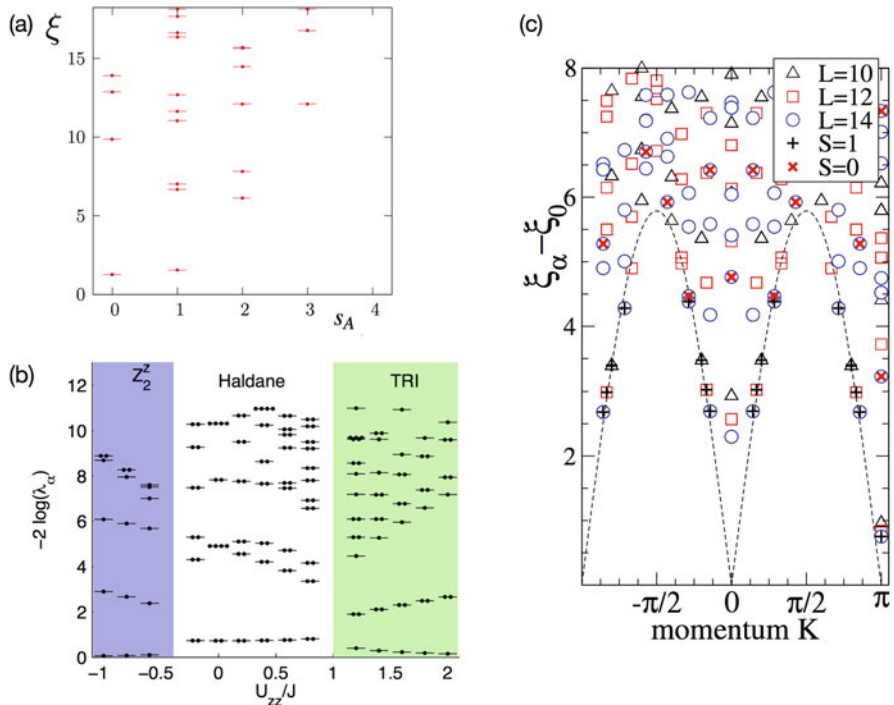 (a)
ξ
15
10
5
0
0 1 2 3 4
s_A
(b)
Z₂ᶻ Haldane TRI
-2 log(λ_α)
12
10
8
6
4
2
0
-1 -0.5 0 0.5 1 1.5 2
U_zz/J
(c)
L=10
L=12
L=14
S=1
S=0
ξ_α-ξ_0
8
6
4
2
-π/2 0 π/2 π
momentum K